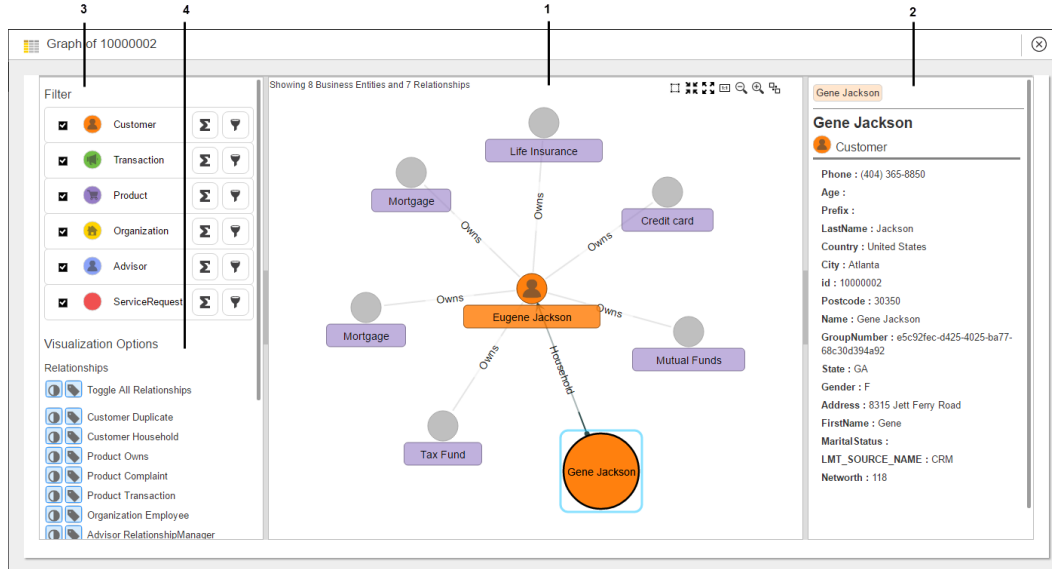 3
4
1
2
Graph of 10000002
Filter
Customer
Transaction
Product
Organization
Advisor
ServiceRequest
Visualization Options
Relationships
Toggle All Relationships
Customer Duplicate
Customer Household
Product Owns
Product Complaint
Product Transaction
Organization Employee
Advisor RelationshipManager
Showing 8 Business Entities and 7 Relationships
1:1
Life Insurance
Mortgage
Credit card
Owns
Owns
Owns
Owns
Eugene Jackson
Owns
Mortgage
Mutual Funds
Owns
Household
Tax Fund
Gene Jackson
Gene Jackson
Gene Jackson
Customer
Phone : (404) 365-8850
Age :
Prefix :
LastName : Jackson
Country : United States
City : Atlanta
id : 10000002
Postcode : 30350
Name : Gene Jackson
GroupNumber : e5c92fec-d425-4025-ba77-
68c30d394a92
State : GA
Gender : F
Address : 8315 Jett Ferry Road
FirstName : Gene
MaritalStatus :
LMT_SOURCE_NAME : CRM
Networth : 118